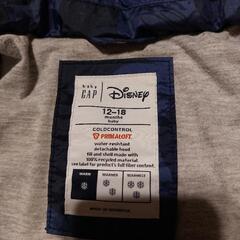 baby
GAP
Disney
12-18
months
baby
COLDCONTROL
PRIMALOFT
water-resistant
detachable hood
fill and shell made with
100% recycled material
see label for product's full fiber content
WARM
WARMER
WARMEST